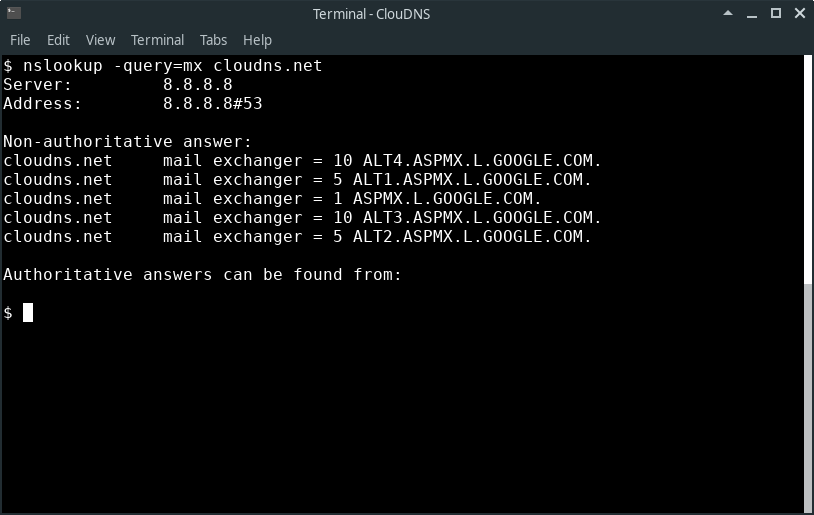 Terminal - ClouDNS
File Edit View Terminal Tabs Help
$ nslookup -query=mx cloudns.net
Server:         8.8.8.8
Address:        8.8.8.8#53
Non-authoritative answer:
cloudns.net     mail exchanger = 10 ALT4.ASPMX.L.GOOGLE.COM.
cloudns.net     mail exchanger = 5 ALT1.ASPMX.L.GOOGLE.COM.
cloudns.net     mail exchanger = 1 ASPMX.L.GOOGLE.COM.
cloudns.net     mail exchanger = 10 ALT3.ASPMX.L.GOOGLE.COM.
cloudns.net     mail exchanger = 5 ALT2.ASPMX.L.GOOGLE.COM.
Authoritative answers can be found from:
$